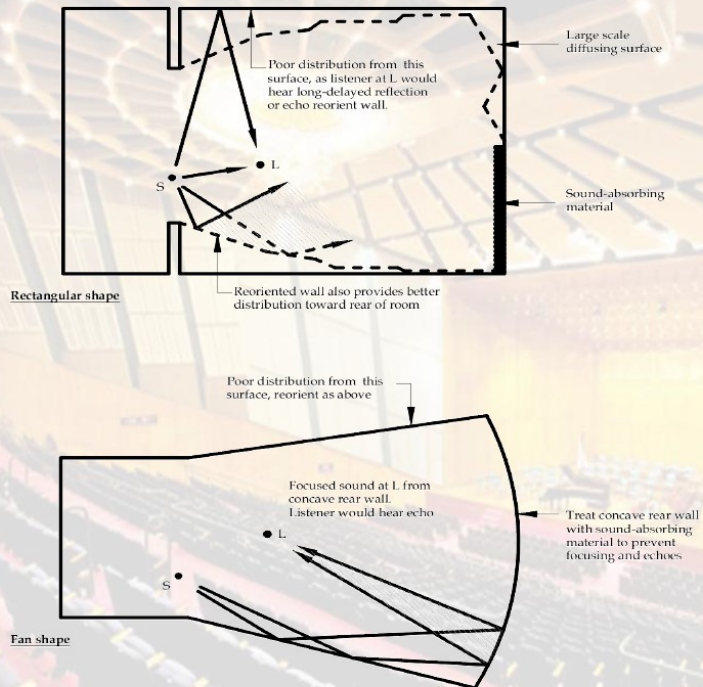 Large scale
diffusing surface
Poor distribution from this
surface, as listener at L would
hear long-delayed reflection
or echo reorient wall.
L
S
Sound-absorbing
material
Rectangular shape
Reoriented wall also provides better
distribution toward rear of room
Poor distribution from this
surface, reorient as above
Focused sound at L from
concave rear wall.
Listener would hear echo
L
Treat concave rear wall
with sound-absorbing
material to prevent
focusing and echoes
S
Fan shape